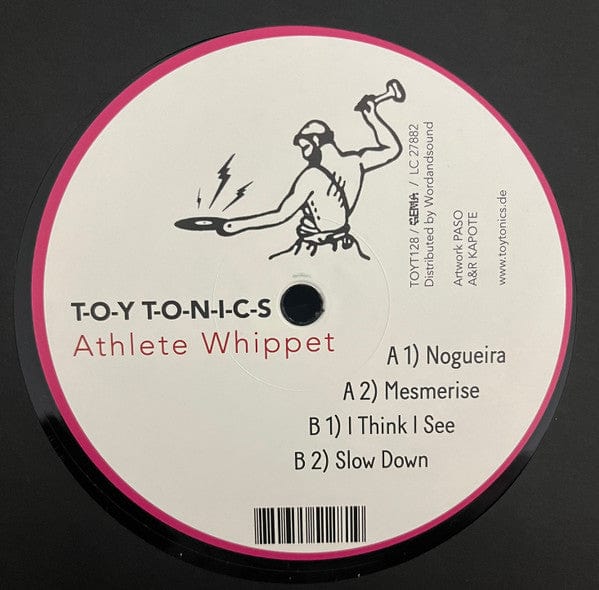 T-O-Y T-O-N-I-C-S
Athlete Whippet
A 1) Nogueira
A 2) Mesmerise
B 1) I Think I See
B 2) Slow Down
TOYT128 / GEMA / LC 27882
Distributed by Wordandsound
Artwork PASO
A&R KAPOTE
www.toytonics.de